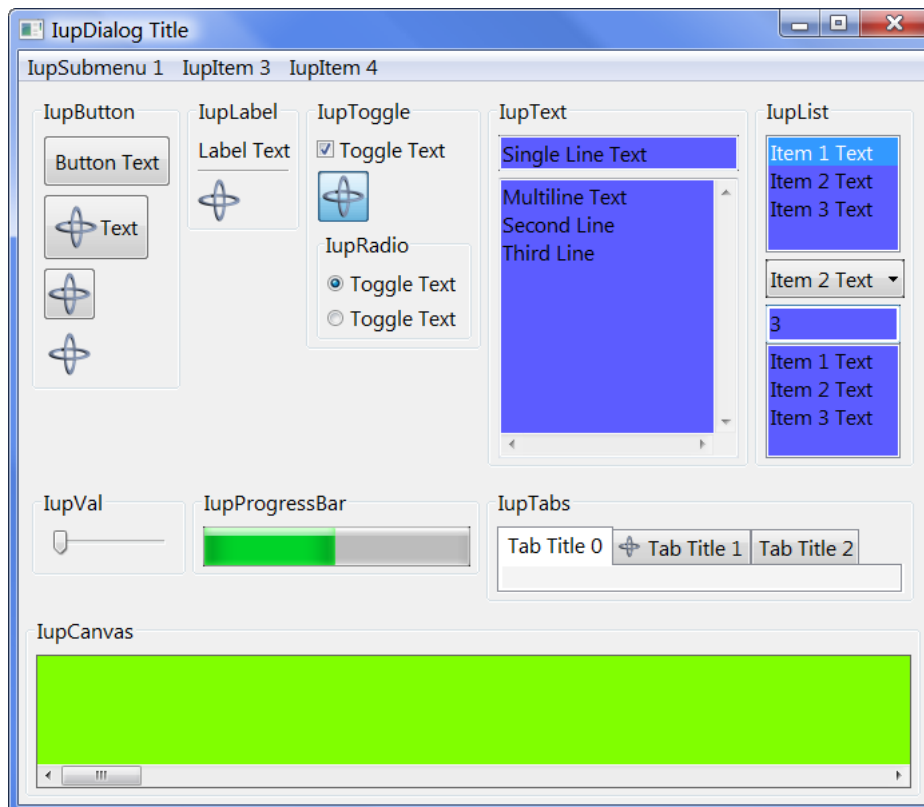 IupDialog Title
IupSubmenu 1 IupItem 3 IupItem 4
IupButton
Button Text
Text
IupLabel
Label Text
IupToggle
Toggle Text
IupRadio
Toggle Text
Toggle Text
IupText
Single Line Text
Multiline Text
Second Line
Third Line
IupList
Item 1 Text
Item 2 Text
Item 3 Text
Item 2 Text
3
Item 1 Text
Item 2 Text
Item 3 Text
IupVal
IupProgressBar
IupTabs
Tab Title 0 Tab Title 1 Tab Title 2
IupCanvas